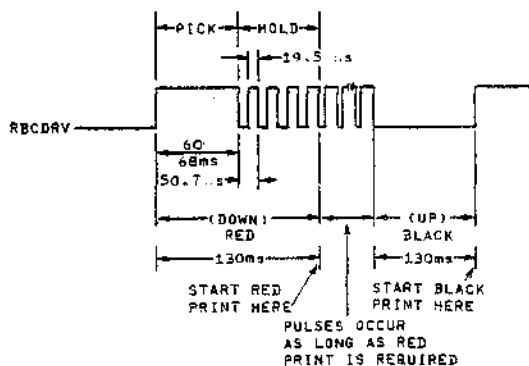 PICK
HOLD
19.5
RBCDRV
60
68ms
50.7
(DOWN)
RED
(UP)
BLACK
130ms
130ms
START RED
PRINT HERE
START BLACK
PRINT HERE
PULSES OCCUR
AS LONG AS RED
PRINT IS REQUIRED